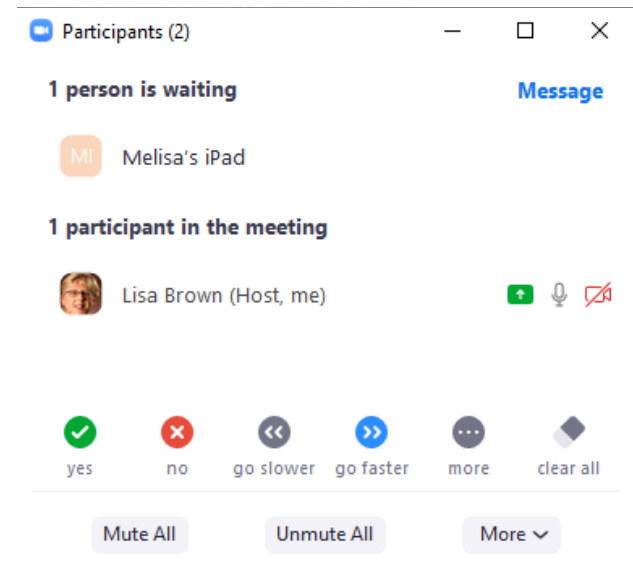 Participants (2)
1 person is waiting Message
MI Melisa's iPad
1 participant in the meeting
Lisa Brown (Host, me)
yes no go slower go faster more clear all
Mute All Unmute All More